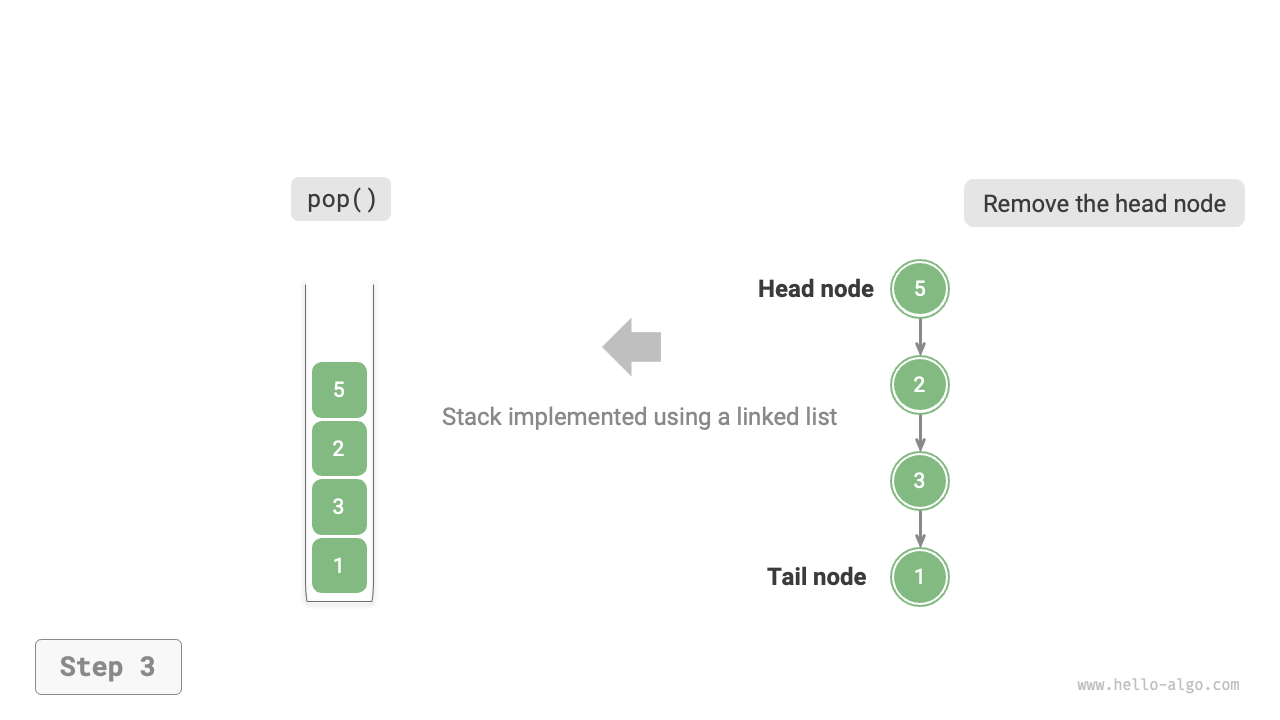 pop()
Remove the head node
5
2
3
1
Stack implemented using a linked list
Head node
5
2
3
Tail node
1
Step 3
www.hello-algo.com